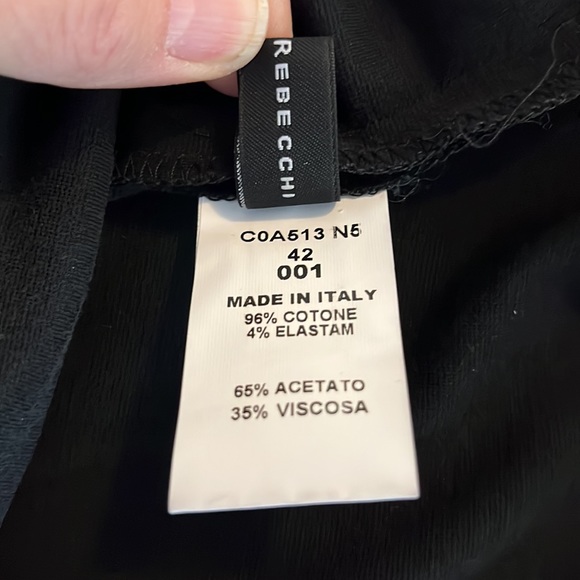 REBECCHI
C0A513 N5
42
001
MADE IN ITALY
96% COTONE
4% ELASTAM
65% ACETATO
35% VISCOSA